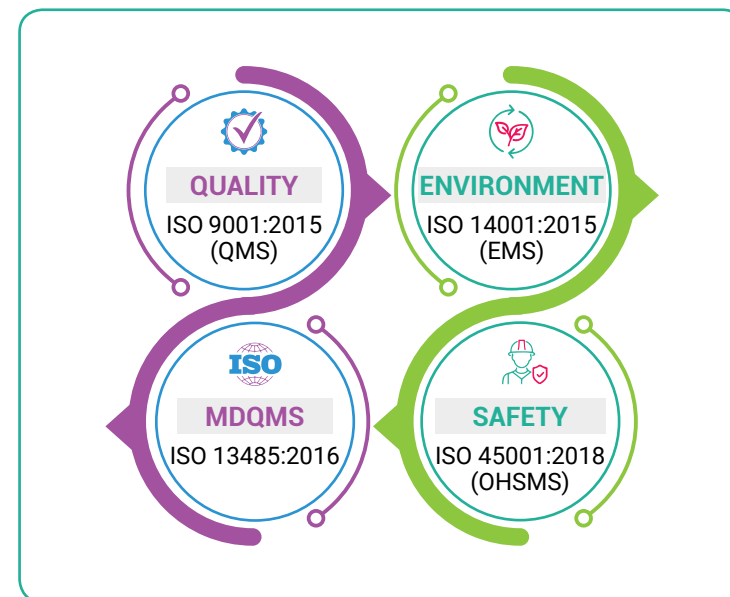 QUALITY
ISO 9001:2015
(QMS)
ENVIRONMENT
ISO 14001:2015
(EMS)
ISO
MDQMS
ISO 13485:2016
SAFETY
ISO 45001:2018
(OHSMS)